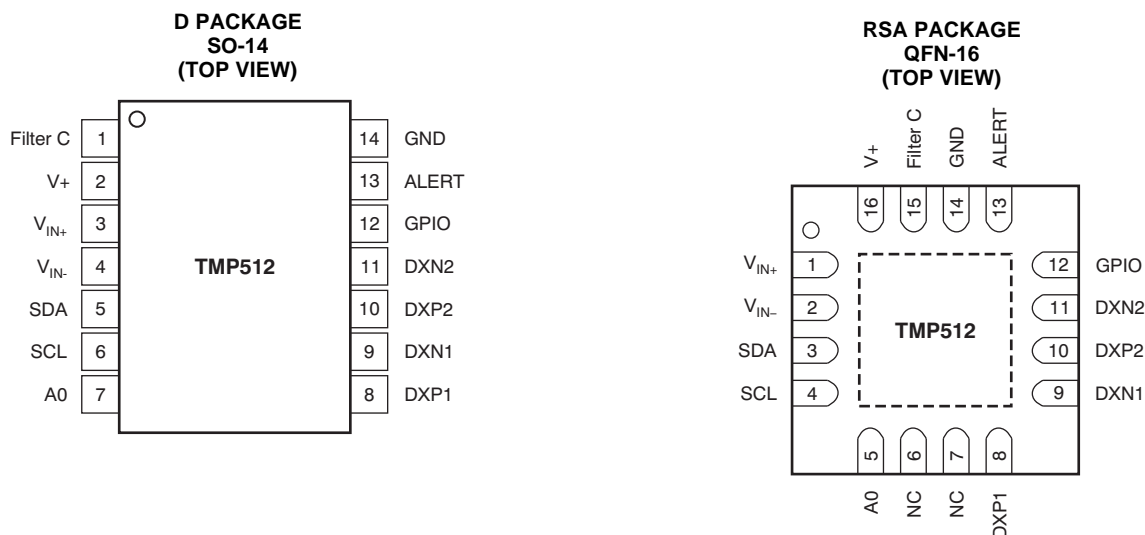 D PACKAGE
SO-14
(TOP VIEW)
Filter C 1
V+ 2
VIN+ 3
VIN- 4
SDA 5
SCL 6
A0 7
TMP512
14 GND
13 ALERT
12 GPIO
11 DXN2
10 DXP2
9 DXN1
8 DXP1
RSA PACKAGE
QFN-16
(TOP VIEW)
V+ Filter C GND ALERT
16 15 14 13
VIN+ 1
VIN– 2
SDA 3
SCL 4
TMP512
12 GPIO
11 DXN2
10 DXP2
9 DXN1
5 6 7 8
A0 NC NC DXP1